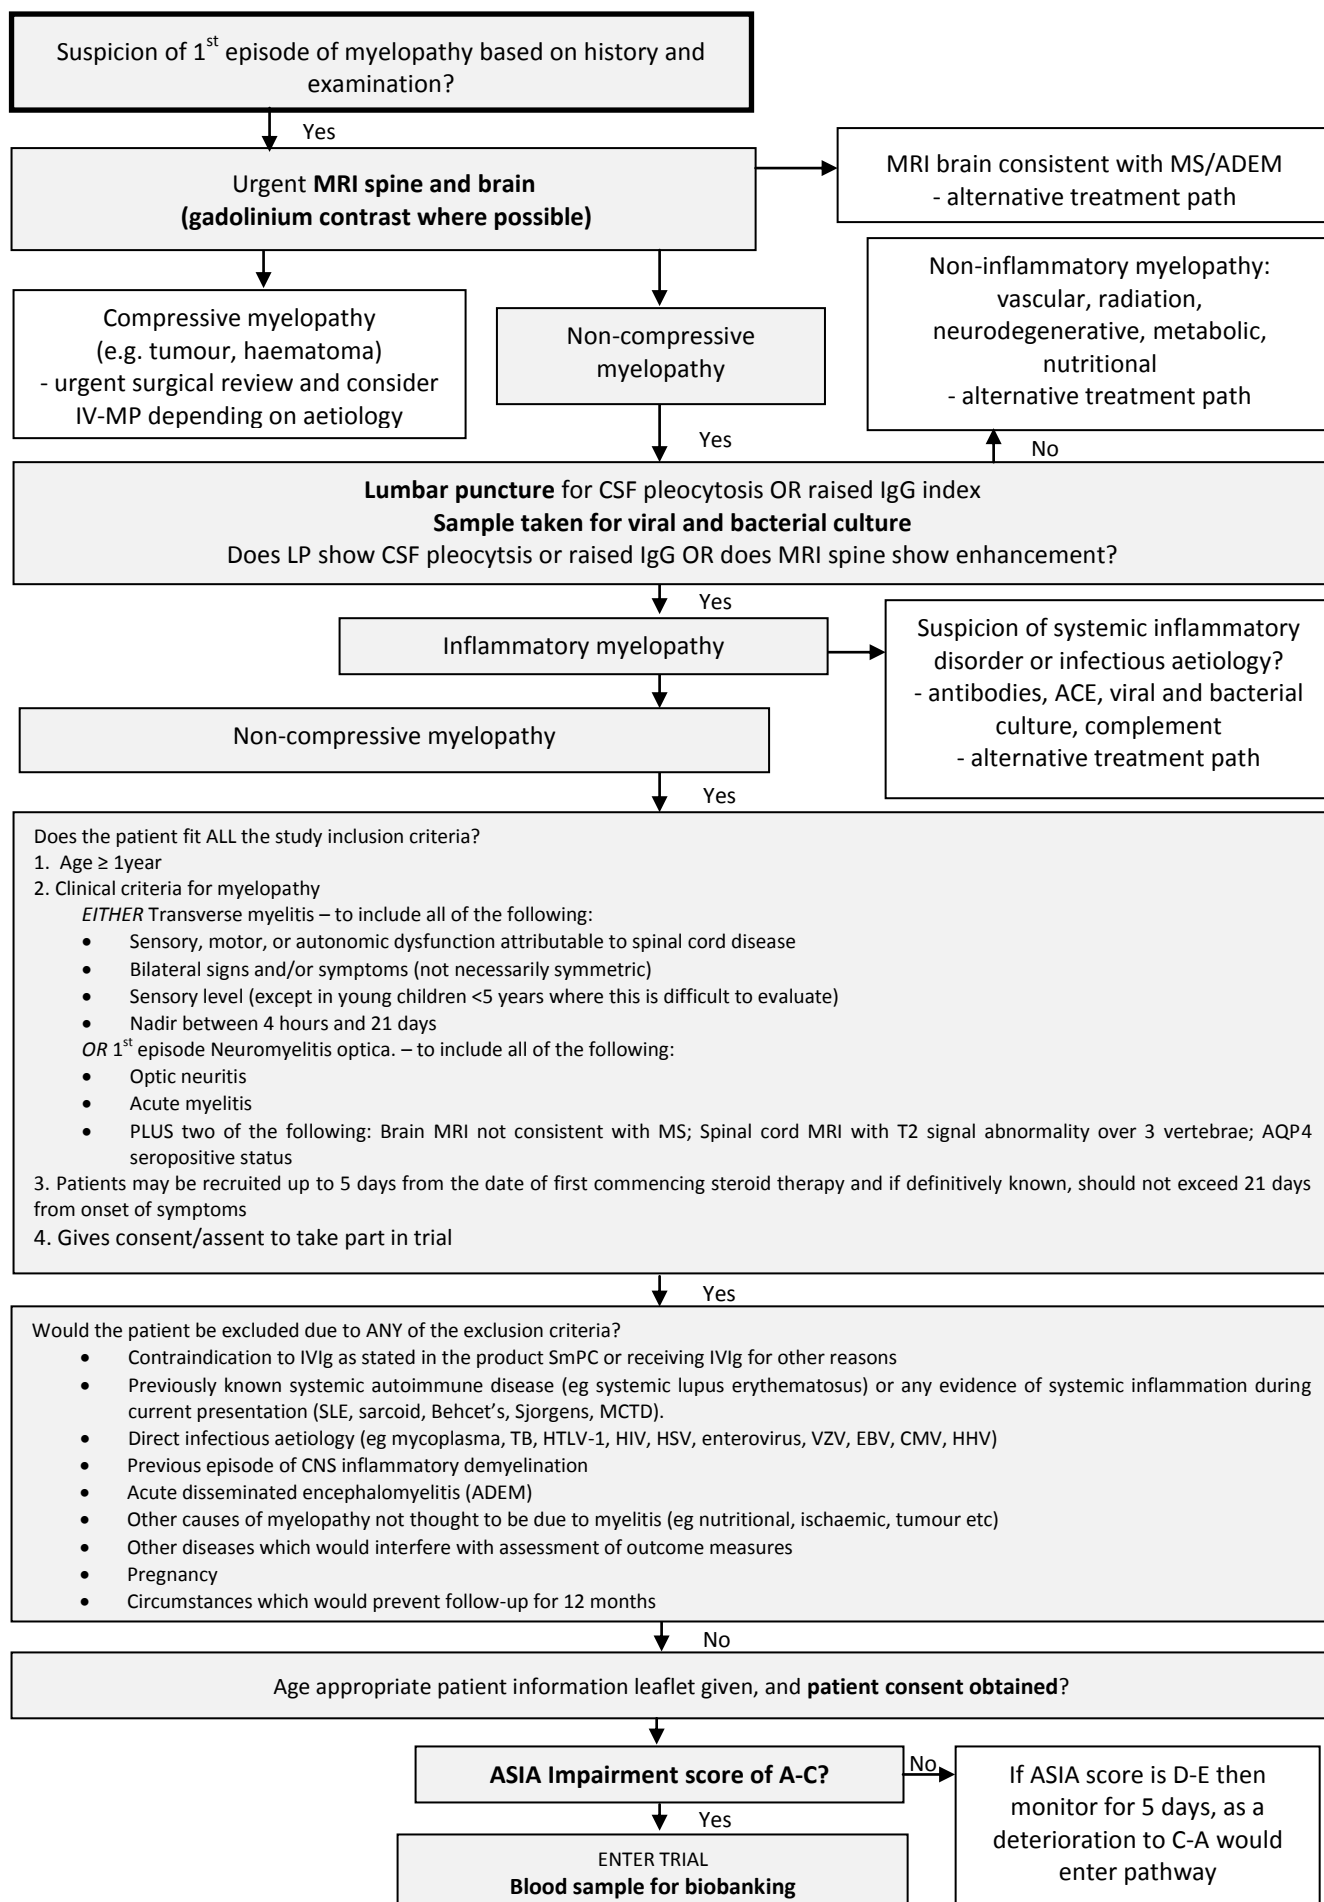 Suspicion of 1st episode of myelopathy based on history and
examination?
Yes
Urgent MRI spine and brain
(gadolinium contrast where possible)
MRI brain consistent with MS/ADEM
- alternative treatment path
Compressive myelopathy
(e.g. tumour, haematoma)
- urgent surgical review and consider
IV-MP depending on aetiology
Non-compressive
myelopathy
Non-inflammatory myelopathy:
vascular, radiation,
neurodegenerative, metabolic,
nutritional
- alternative treatment path
Yes
No
Lumbar puncture for CSF pleocytosis OR raised IgG index
Sample taken for viral and bacterial culture
Does LP show CSF pleocytsis or raised IgG OR does MRI spine show enhancement?
Yes
Inflammatory myelopathy
Suspicion of systemic inflammatory
disorder or infectious aetiology?
- antibodies, ACE, viral and bacterial
culture, complement
- alternative treatment path
Non-compressive myelopathy
Yes
Does the patient fit ALL the study inclusion criteria?
1. Age ≥ 1year
2. Clinical criteria for myelopathy
EITHER Transverse myelitis – to include all of the following:
• Sensory, motor, or autonomic dysfunction attributable to spinal cord disease
• Bilateral signs and/or symptoms (not necessarily symmetric)
• Sensory level (except in young children <5 years where this is difficult to evaluate)
• Nadir between 4 hours and 21 days
OR 1st episode Neuromyelitis optica. – to include all of the following:
• Optic neuritis
• Acute myelitis
• PLUS two of the following: Brain MRI not consistent with MS; Spinal cord MRI with T2 signal abnormality over 3 vertebrae; AQP4
seropositive status
3. Patients may be recruited up to 5 days from the date of first commencing steroid therapy and if definitively known, should not exceed 21 days
from onset of symptoms
4. Gives consent/assent to take part in trial
Yes
Would the patient be excluded due to ANY of the exclusion criteria?
• Contraindication to IVIg as stated in the product SmPC or receiving IVIg for other reasons
• Previously known systemic autoimmune disease (eg systemic lupus erythematosus) or any evidence of systemic inflammation during
current presentation (SLE, sarcoid, Behcet’s, Sjorgens, MCTD).
• Direct infectious aetiology (eg mycoplasma, TB, HTLV-1, HIV, HSV, enterovirus, VZV, EBV, CMV, HHV)
• Previous episode of CNS inflammatory demyelination
• Acute disseminated encephalomyelitis (ADEM)
• Other causes of myelopathy not thought to be due to myelitis (eg nutritional, ischaemic, tumour etc)
• Other diseases which would interfere with assessment of outcome measures
• Pregnancy
• Circumstances which would prevent follow-up for 12 months
No
Age appropriate patient information leaflet given, and patient consent obtained?
ASIA Impairment score of A-C?
No
If ASIA score is D-E then
monitor for 5 days, as a
deterioration to C-A would
enter pathway
Yes
ENTER TRIAL
Blood sample for biobanking